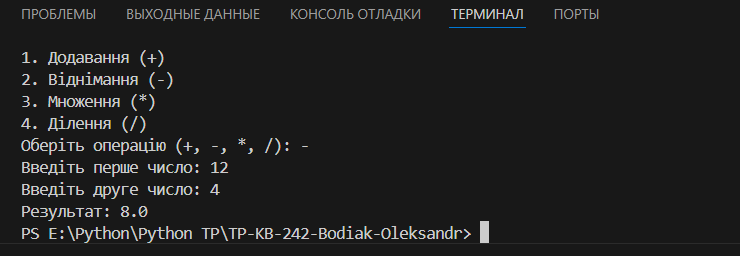 ПРОБЛЕМЫ ВЫХОДНЫЕ ДАННЫЕ КОНСОЛЬ ОТЛАДКИ ТЕРМИНАЛ ПОРТЫ
1. Додавання (+)
2. Віднімання (-)
3. Множення (*)
4. Ділення (/)
Оберіть операцію (+, -, *, /): -
Введіть перше число: 12
Введіть друге число: 4
Результат: 8.0
PS E:\Python\Python TP\TP-KB-242-Bodiak-Oleksandr>